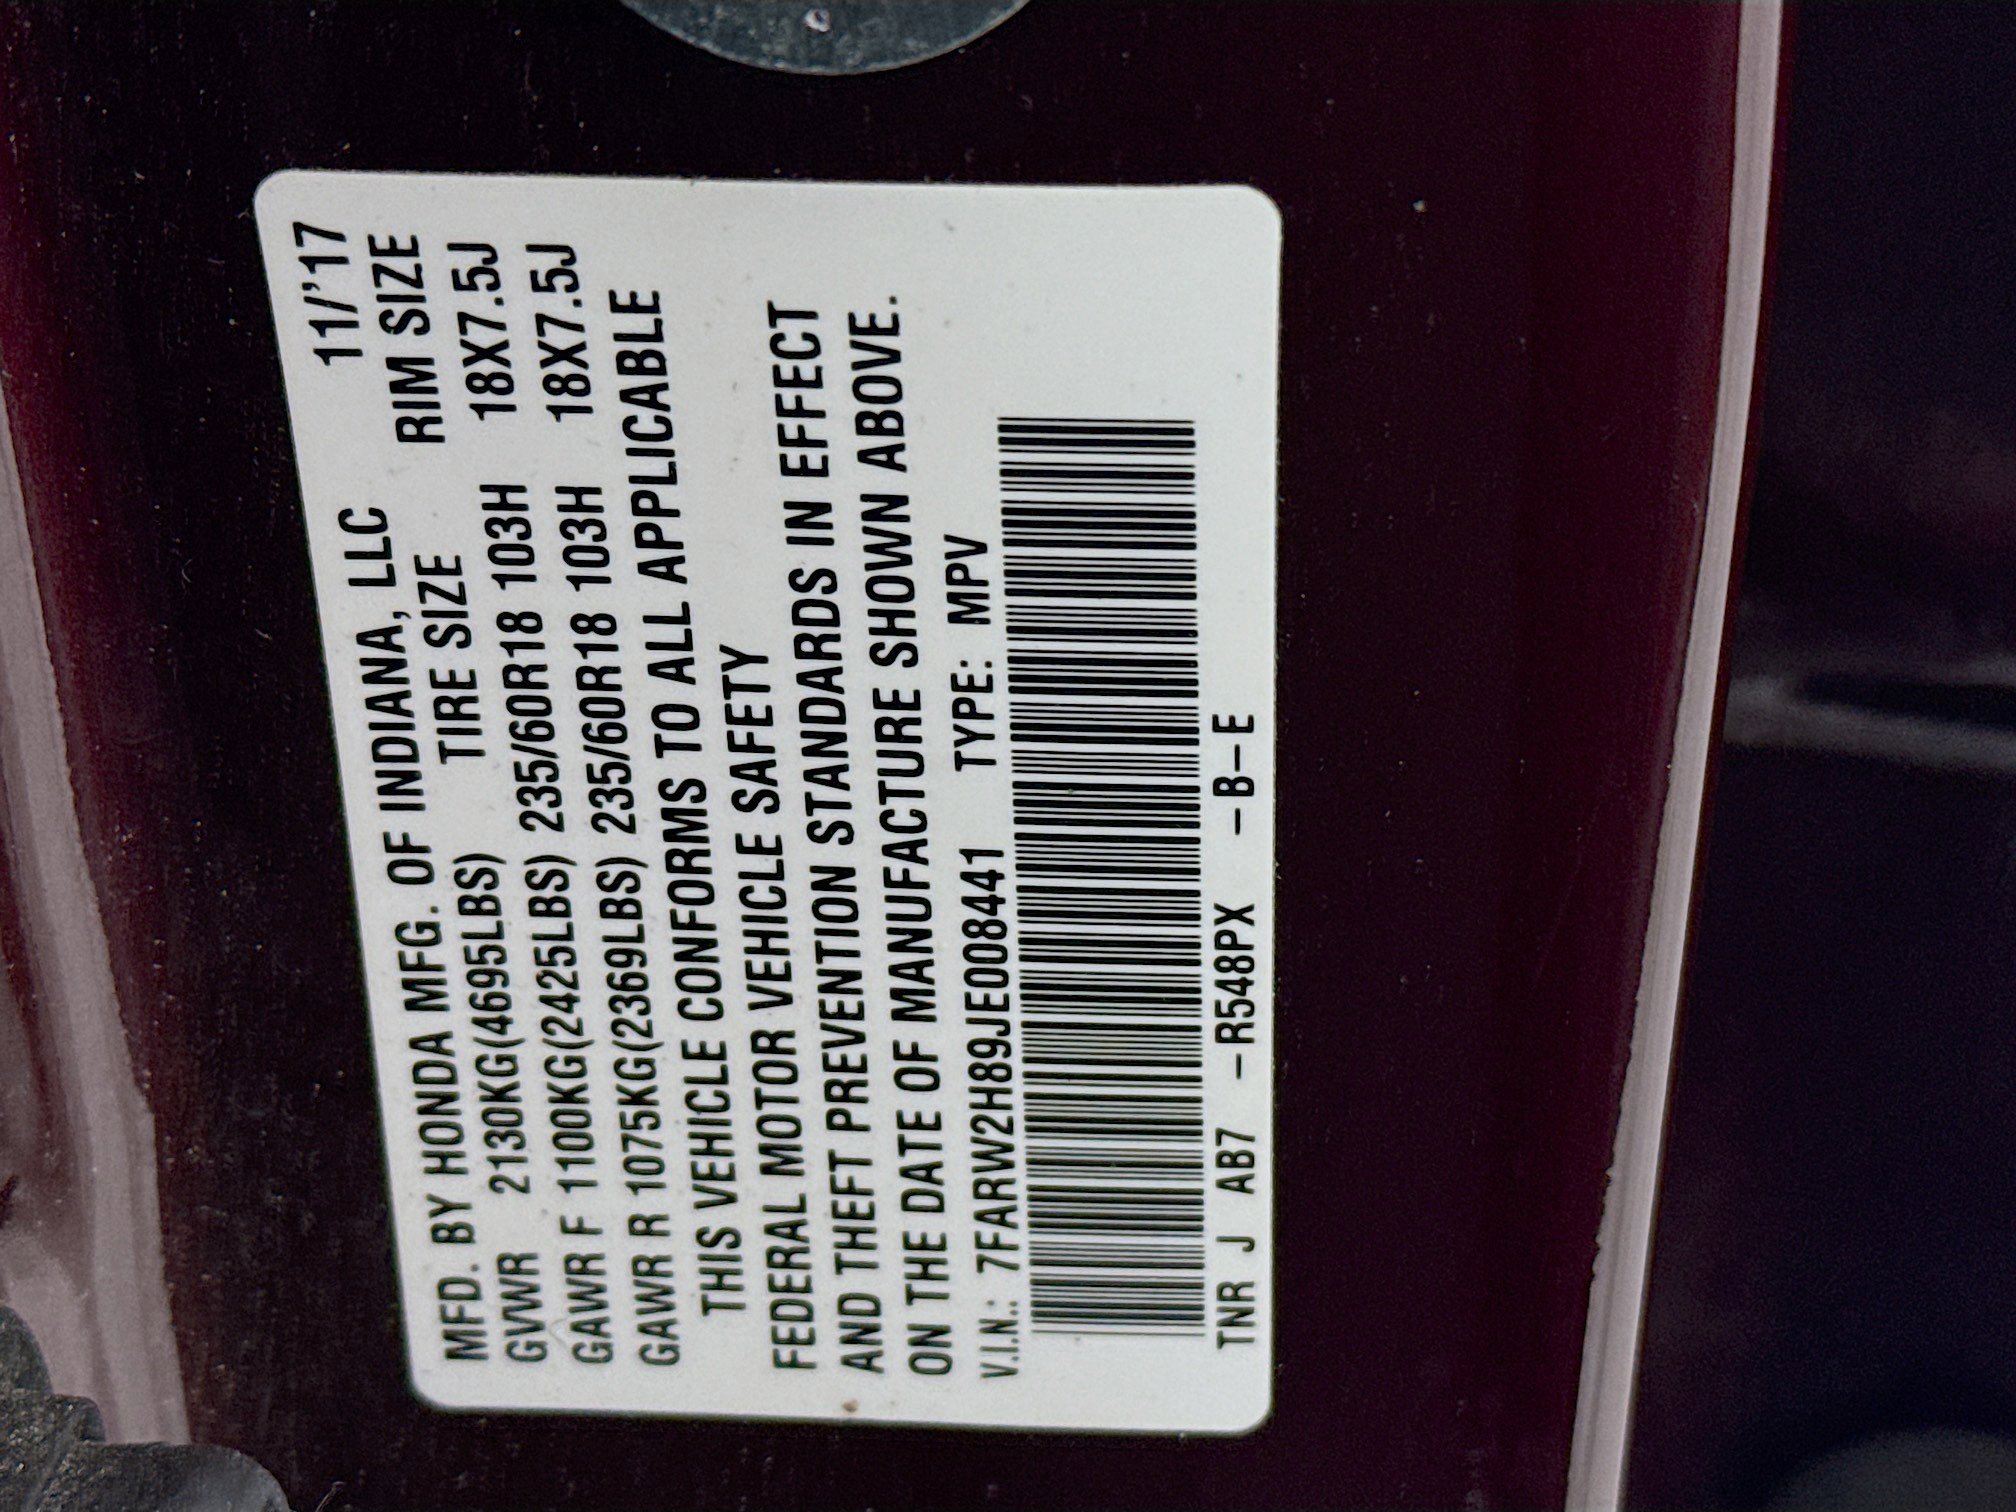 MFD. BY HONDA MFG. OF INDIANA, LLC 11/'17
TIRE SIZE RIM SIZE
GVWR 2130KG(4695LBS)
GAWR F 1100KG(2425LBS) 235/60R18 103H 18X7.5J
GAWR R 1075KG(2369LBS) 235/60R18 103H 18X7.5J
THIS VEHICLE CONFORMS TO ALL APPLICABLE
FEDERAL MOTOR VEHICLE SAFETY
AND THEFT PREVENTION STANDARDS IN EFFECT
ON THE DATE OF MANUFACTURE SHOWN ABOVE.
V.I.N.: 7FARW2H89JE008441 TYPE: MPV
TNR J AB7 -R548PX -B-E